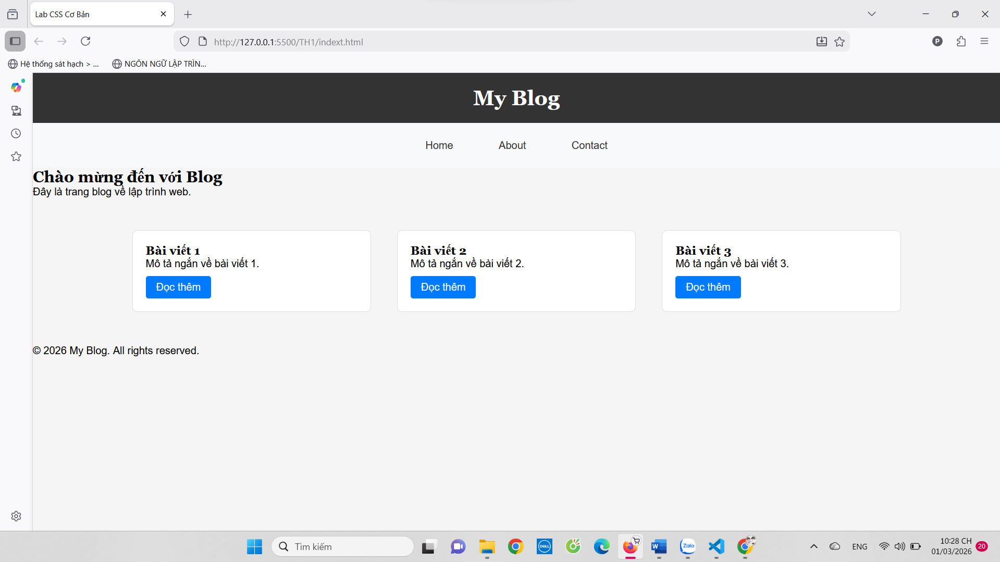 Lab CSS Cơ Bản
http://127.0.0.1:5500/TH1/indext.html
P
Hệ thống sát hạch > ...
NGÔN NGỮ LẬP TRÌN...
My Blog
Home About Contact
Chào mừng đến với Blog
Đây là trang blog về lập trình web.
Bài viết 1
Mô tả ngắn về bài viết 1.
Đọc thêm
Bài viết 2
Mô tả ngắn về bài viết 2.
Đọc thêm
Bài viết 3
Mô tả ngắn về bài viết 3.
Đọc thêm
© 2026 My Blog. All rights reserved.
Tìm kiếm
DELL
W
Zalo
ENG
10:28 CH
01/03/2026
20